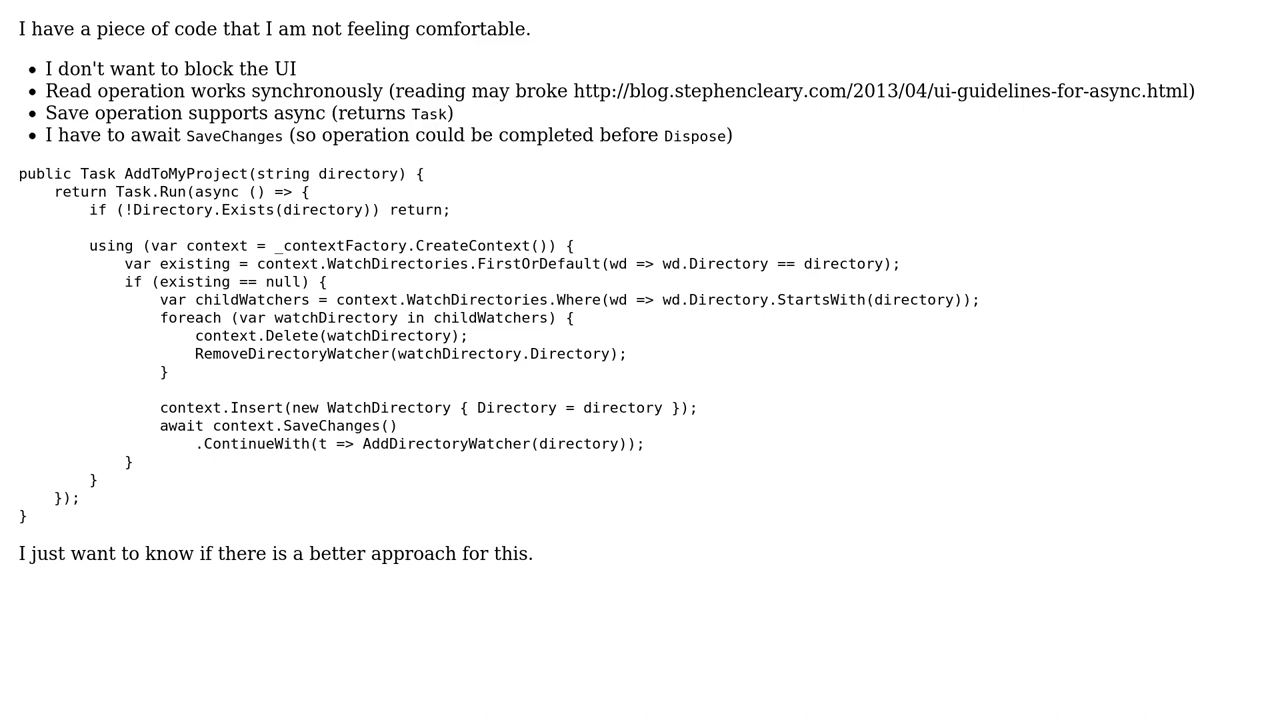 I have a piece of code that I am not feeling comfortable.
• I don't want to block the UI
• Read operation works synchronously (reading may broke http://blog.stephencleary.com/2013/04/ui-guidelines-for-async.html)
• Save operation supports async (returns Task)
• I have to await SaveChanges (so operation could be completed before Dispose)
public Task AddToMyProject(string directory) {
    return Task.Run(async () => {
        if (!Directory.Exists(directory)) return;

        using (var context = _contextFactory.CreateContext()) {
            var existing = context.WatchDirectories.FirstOrDefault(wd => wd.Directory == directory);
            if (existing == null) {
                var childWatchers = context.WatchDirectories.Where(wd => wd.Directory.StartsWith(directory));
                foreach (var watchDirectory in childWatchers) {
                    context.Delete(watchDirectory);
                    RemoveDirectoryWatcher(watchDirectory.Directory);
                }

                context.Insert(new WatchDirectory { Directory = directory });
                await context.SaveChanges()
                    .ContinueWith(t => AddDirectoryWatcher(directory));
            }
        }
    });
}
I just want to know if there is a better approach for this.